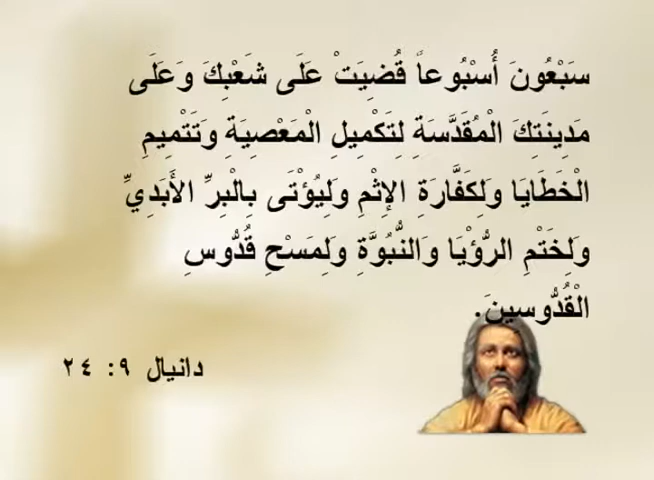 سَبْعُونَ أُسْبُوعاً قُضِيَتْ عَلَى شَعْبِكَ وَعَلَى
مَدِينَتِكَ الْمُقَدَّسَةِ لِتَكْمِيلِ الْمَعْصِيَةِ وَتَتْمِيمِ
الْخَطَايَا وَلِكَفَّارَةِ الإِثْمِ وَلِيُؤْتَى بِالْبِرِّ الأَبَدِيِّ
وَلِخَتْمِ الرُّؤْيَا وَالنُّبُوَّةِ وَلِمَسْحِ قُدُّوسِ
الْقُدُّوسِينَ.
دانيال ٩: ٢٤